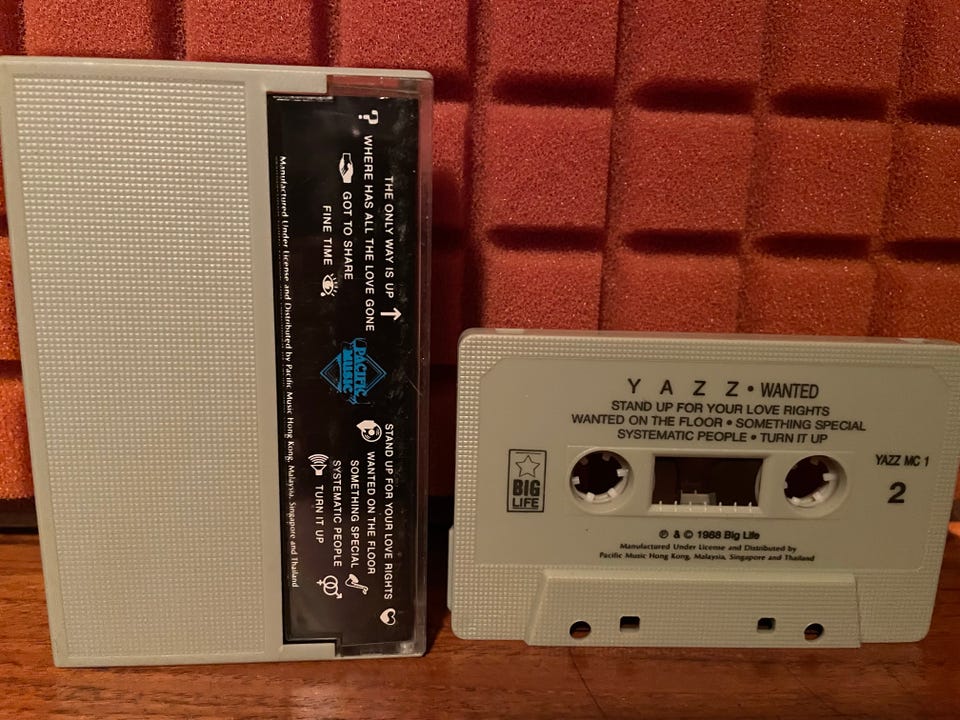 ? WHERE HAS ALL THE LOVE GONE
THE ONLY WAY IS UP
GOT TO SHARE
FINE TIME
PACIFIC
MUSIC
STAND UP FOR YOUR LOVE RIGHTS
WANTED ON THE FLOOR
SOMETHING SPECIAL
SYSTEMATIC PEOPLE
TURN IT UP
Manufactured Under License and Distributed by Pacific Music Hong Kong, Malaysia, Singapore and Thailand
YAZZ • WANTED
STAND UP FOR YOUR LOVE RIGHTS
WANTED ON THE FLOOR • SOMETHING SPECIAL
SYSTEMATIC PEOPLE • TURN IT UP
BIG
LIFE
YAZZ MC 1
2
℗ & © 1988 Big Life
Manufactured Under License and Distributed by
Pacific Music Hong Kong, Malaysia, Singapore and Thailand